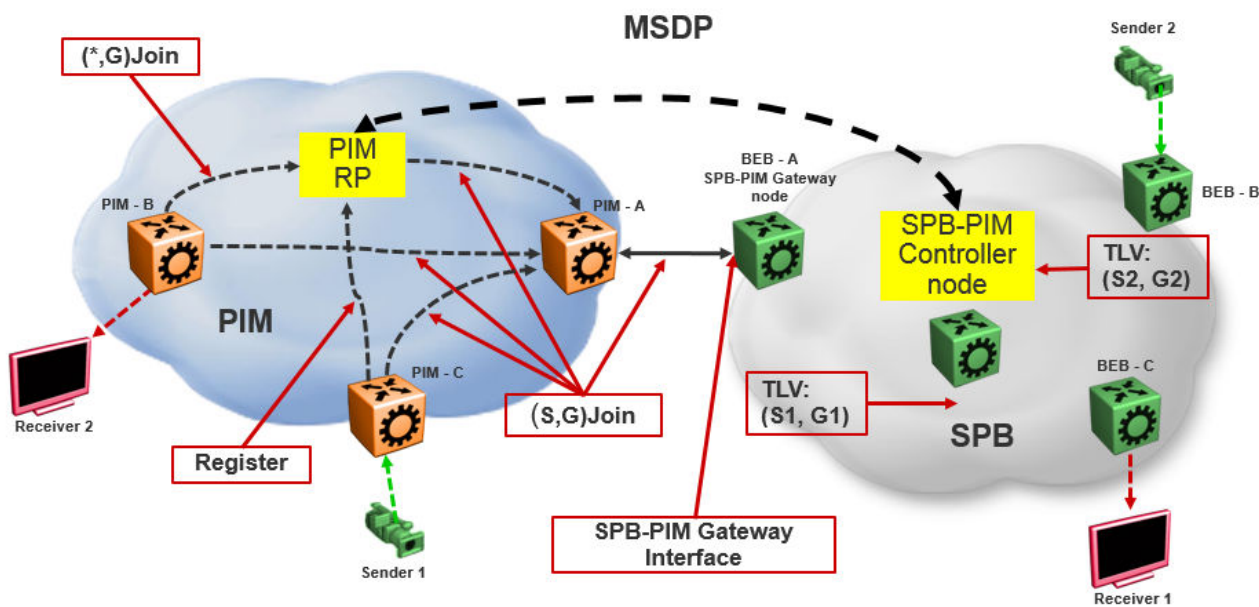 MSDP
Sender 2
(*,G)Join
PIM
RP
BEB - A
SPB-PIM Gateway
node
PIM - B
PIM - A
BEB - B
SPB-PIM
Controller
node
TLV:
(S2, G2)
PIM
PIM - C
BEB - C
TLV:
(S1, G1)
Receiver 2
(S,G)Join
SPB
Register
SPB-PIM Gateway
Interface
Sender 1
Receiver 1